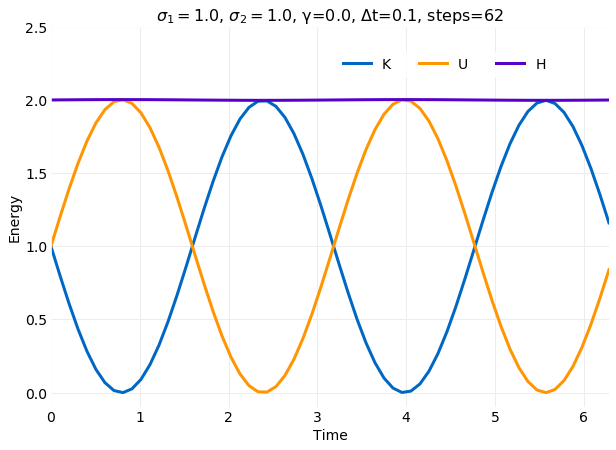 σ₁ = 1.0, σ₂ = 1.0, γ=0.0, Δt=0.1, steps=62
2.5
K U H
2.0
1.5
Energy
1.0
0.5
0.0
0 1 2 3 4 5 6
Time